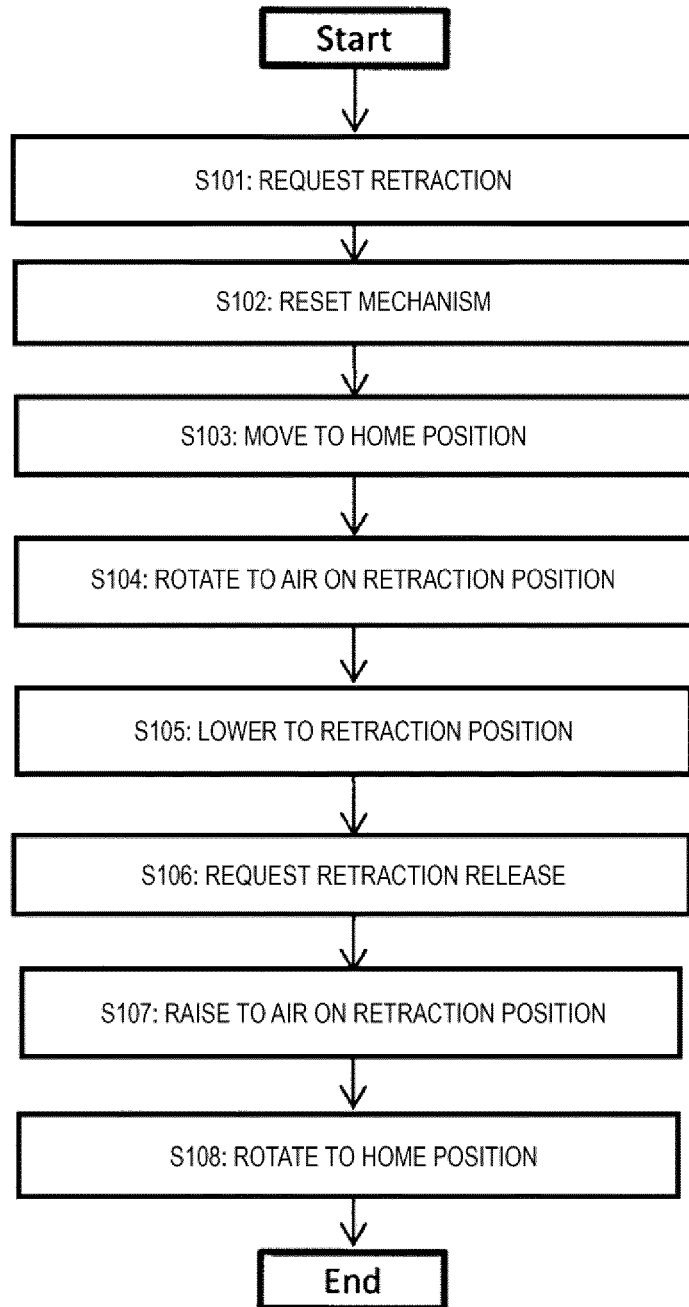 Start
S101: REQUEST RETRACTION
S102: RESET MECHANISM
S103: MOVE TO HOME POSITION
S104: ROTATE TO AIR ON RETRACTION POSITION
S105: LOWER TO RETRACTION POSITION
S106: REQUEST RETRACTION RELEASE
S107: RAISE TO AIR ON RETRACTION POSITION
S108: ROTATE TO HOME POSITION
End